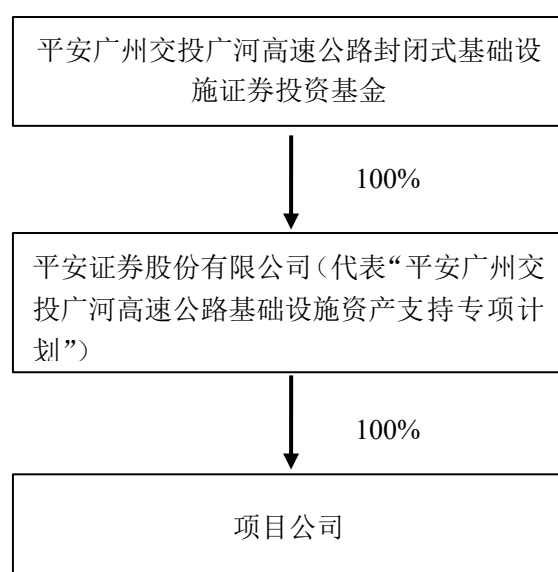 平安广州交投广河高速公路封闭式基础设
施证券投资基金
100%
平安证券股份有限公司（代表“平安广州交
投广河高速公路基础设施资产支持专项计
划”）
100%
项目公司